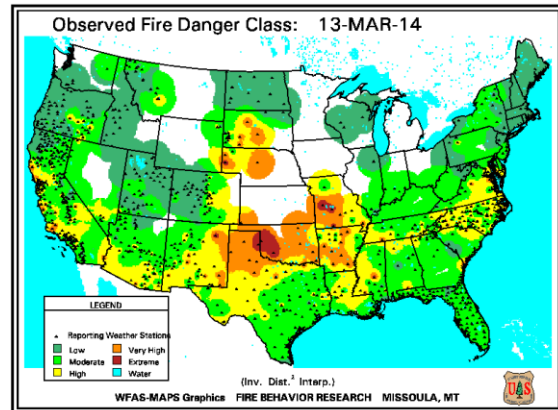 Observed Fire Danger Class: 13-MAR-14
LEGEND
Reporting Weather Stations
Low
Very High
Moderate
Extreme
High
Water
(Inv. Dist.² Interp.)
WFAS-MAPS Graphics FIRE BEHAVIOR RESEARCH MISSOULA, MT